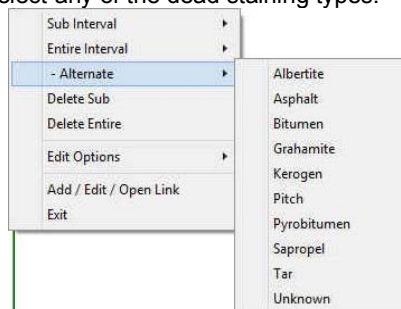 select any of the dead staining types.
Sub Interval
Entire Interval
- Alternate
Delete Sub
Delete Entire
Edit Options
Add / Edit / Open Link
Exit
Albertite
Asphalt
Bitumen
Grahamite
Kerogen
Pitch
Pyrobitumen
Sapropel
Tar
Unknown